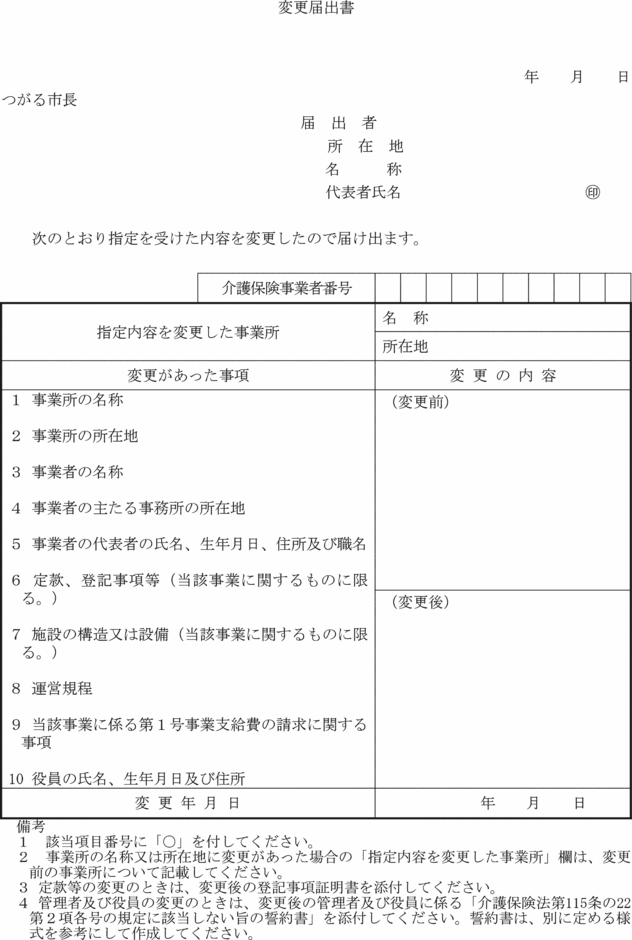 変更届出書
年　　月　　日
つがる市長
届　出　者
所　在　地
名　　　称
代表者氏名　㊞
次のとおり指定を受けた内容を変更したので届け出ます。
介護保険事業者番号
指定内容を変更した事業所
名　称
所在地
変更があった事項
変 更 の 内 容
１　事業所の名称
２　事業所の所在地
３　事業者の名称
４　事業者の主たる事務所の所在地
５　事業者の代表者の氏名、生年月日、住所及び職名
６　定款、登記事項等（当該事業に関するものに限
る。）
７　施設の構造又は設備（当該事業に関するものに限
る。）
８　運営規程
９　当該事業に係る第１号事業支給費の請求に関する
事項
10 役員の氏名、生年月日及び住所
（変更前）
（変更後）
変 更 年 月 日
年　　月　　日
備考
１　該当項目番号に「○」を付してください。
２　事業所の名称又は所在地に変更があった場合の「指定内容を変更した事業所」欄は、変更
前の事業所について記載してください。
３ 定款等の変更のときは、変更後の登記事項証明書を添付してください。
４ 管理者及び役員の変更のときは、変更後の管理者及び役員に係る「介護保険法第115条の22
第２項各号の規定に該当しない旨の誓約書」を添付してください。誓約書は、別に定める様
式を参考にして作成してください。